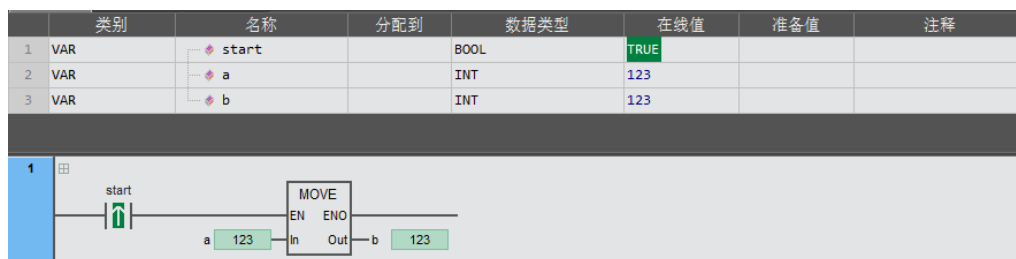 类别 名称 分配到 数据类型 在线值 准备值 注释
1 VAR start BOOL TRUE
2 VAR a INT 123
3 VAR b INT 123
1
start
MOVE
EN ENO
a 123 In Out b 123